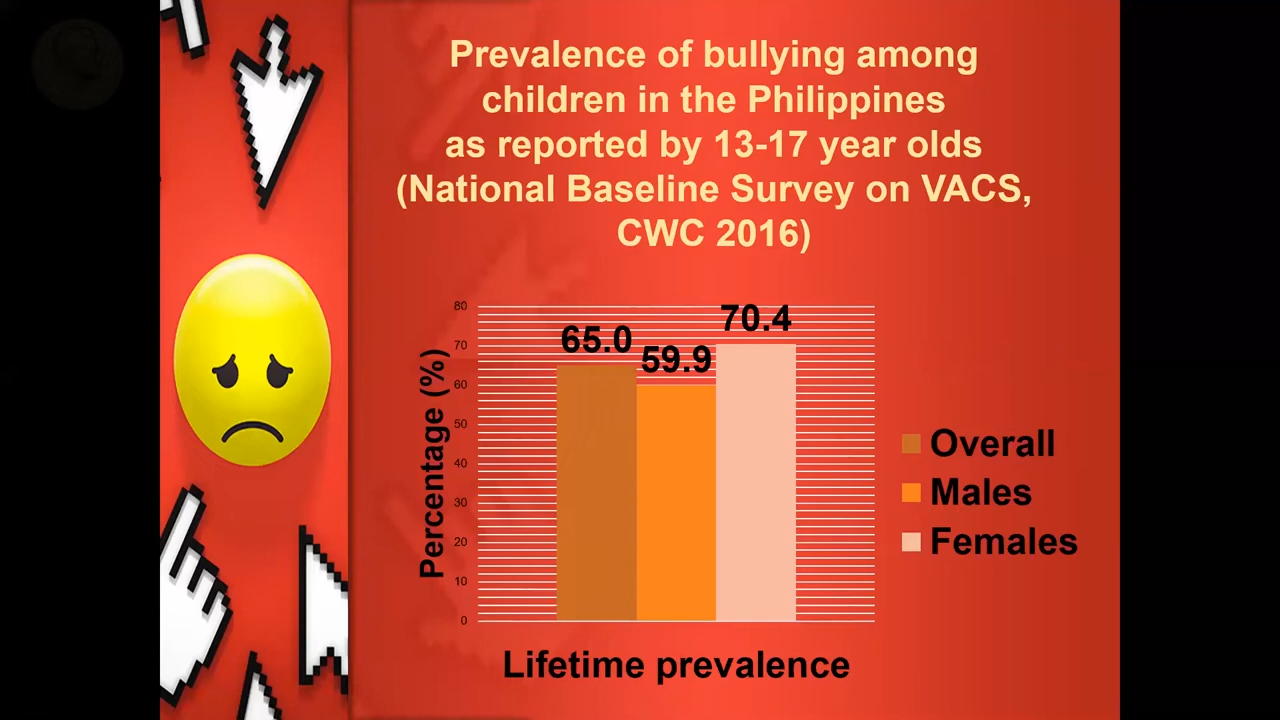 Prevalence of bullying among
children in the Philippines
as reported by 13-17 year olds
(National Baseline Survey on VACS,
CWC 2016)
80
70
60
50
40
30
20
10
0
Percentage (%)
65.0
59.9
70.4
Overall
Males
Females
Lifetime prevalence